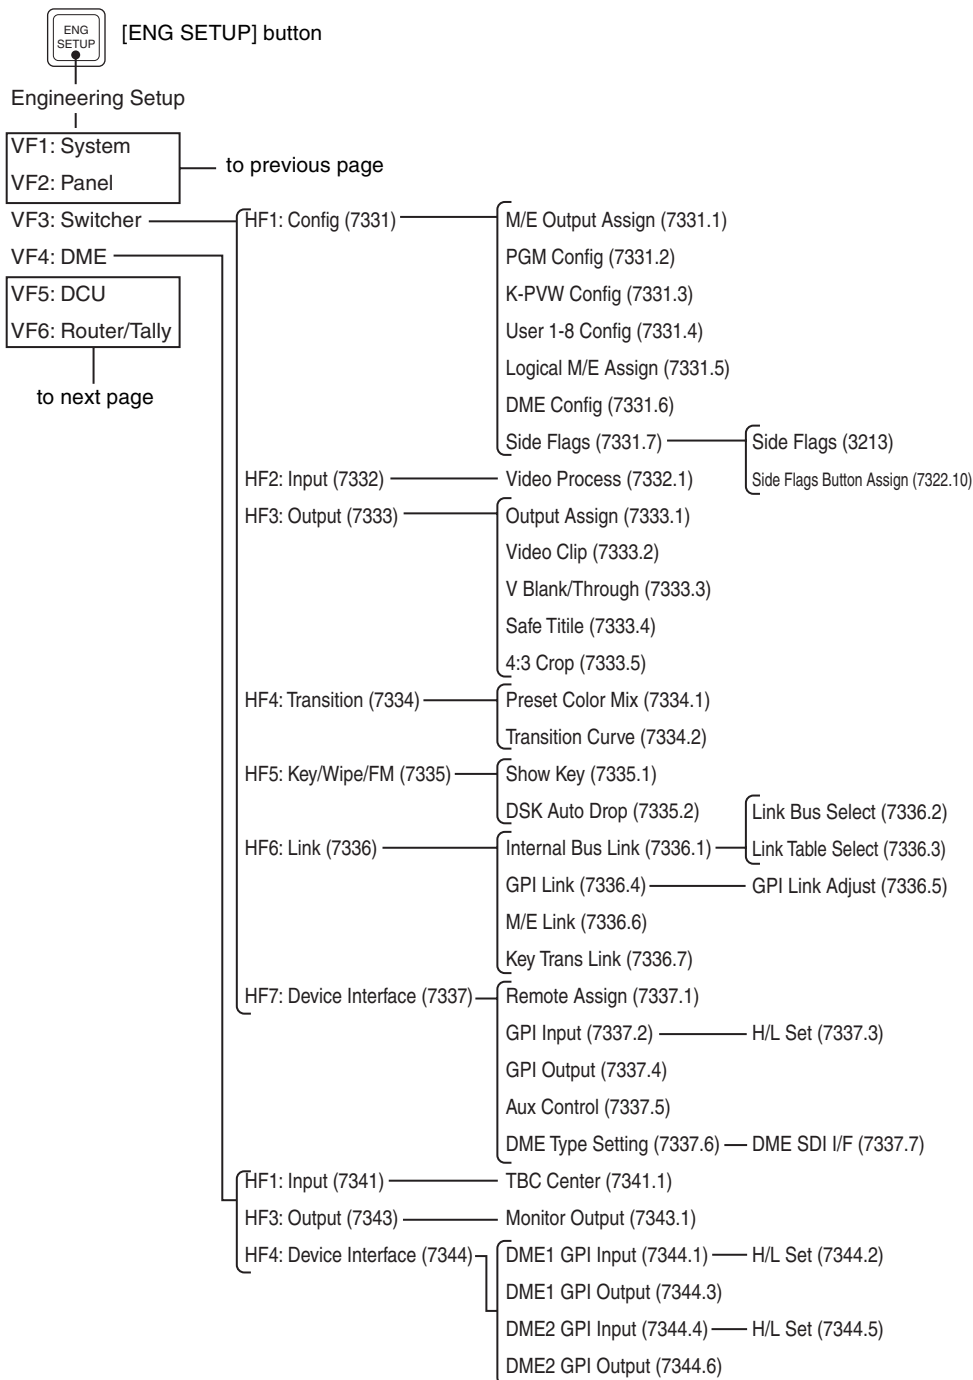 ENG
SETUP
[ENG SETUP] button
Engineering Setup
VF1: System
VF2: Panel
to previous page
VF3: Switcher
HF1: Config (7331)
M/E Output Assign (7331.1)
VF4: DME
PGM Config (7331.2)
VF5: DCU
K-PVW Config (7331.3)
VF6: Router/Tally
User 1-8 Config (7331.4)
Logical M/E Assign (7331.5)
to next page
DME Config (7331.6)
Side Flags (7331.7)
Side Flags (3213)
HF2: Input (7332)
Video Process (7332.1)
Side Flags Button Assign (7322.10)
HF3: Output (7333)
Output Assign (7333.1)
Video Clip (7333.2)
V Blank/Through (7333.3)
Safe Titile (7333.4)
4:3 Crop (7333.5)
HF4: Transition (7334)
Preset Color Mix (7334.1)
Transition Curve (7334.2)
HF5: Key/Wipe/FM (7335)
Show Key (7335.1)
DSK Auto Drop (7335.2)
Link Bus Select (7336.2)
HF6: Link (7336)
Internal Bus Link (7336.1)
Link Table Select (7336.3)
GPI Link (7336.4)
GPI Link Adjust (7336.5)
M/E Link (7336.6)
Key Trans Link (7336.7)
HF7: Device Interface (7337)
Remote Assign (7337.1)
GPI Input (7337.2)
H/L Set (7337.3)
GPI Output (7337.4)
Aux Control (7337.5)
DME Type Setting (7337.6)
DME SDI I/F (7337.7)
HF1: Input (7341)
TBC Center (7341.1)
HF3: Output (7343)
Monitor Output (7343.1)
HF4: Device Interface (7344)
DME1 GPI Input (7344.1)
H/L Set (7344.2)
DME1 GPI Output (7344.3)
DME2 GPI Input (7344.4)
H/L Set (7344.5)
DME2 GPI Output (7344.6)